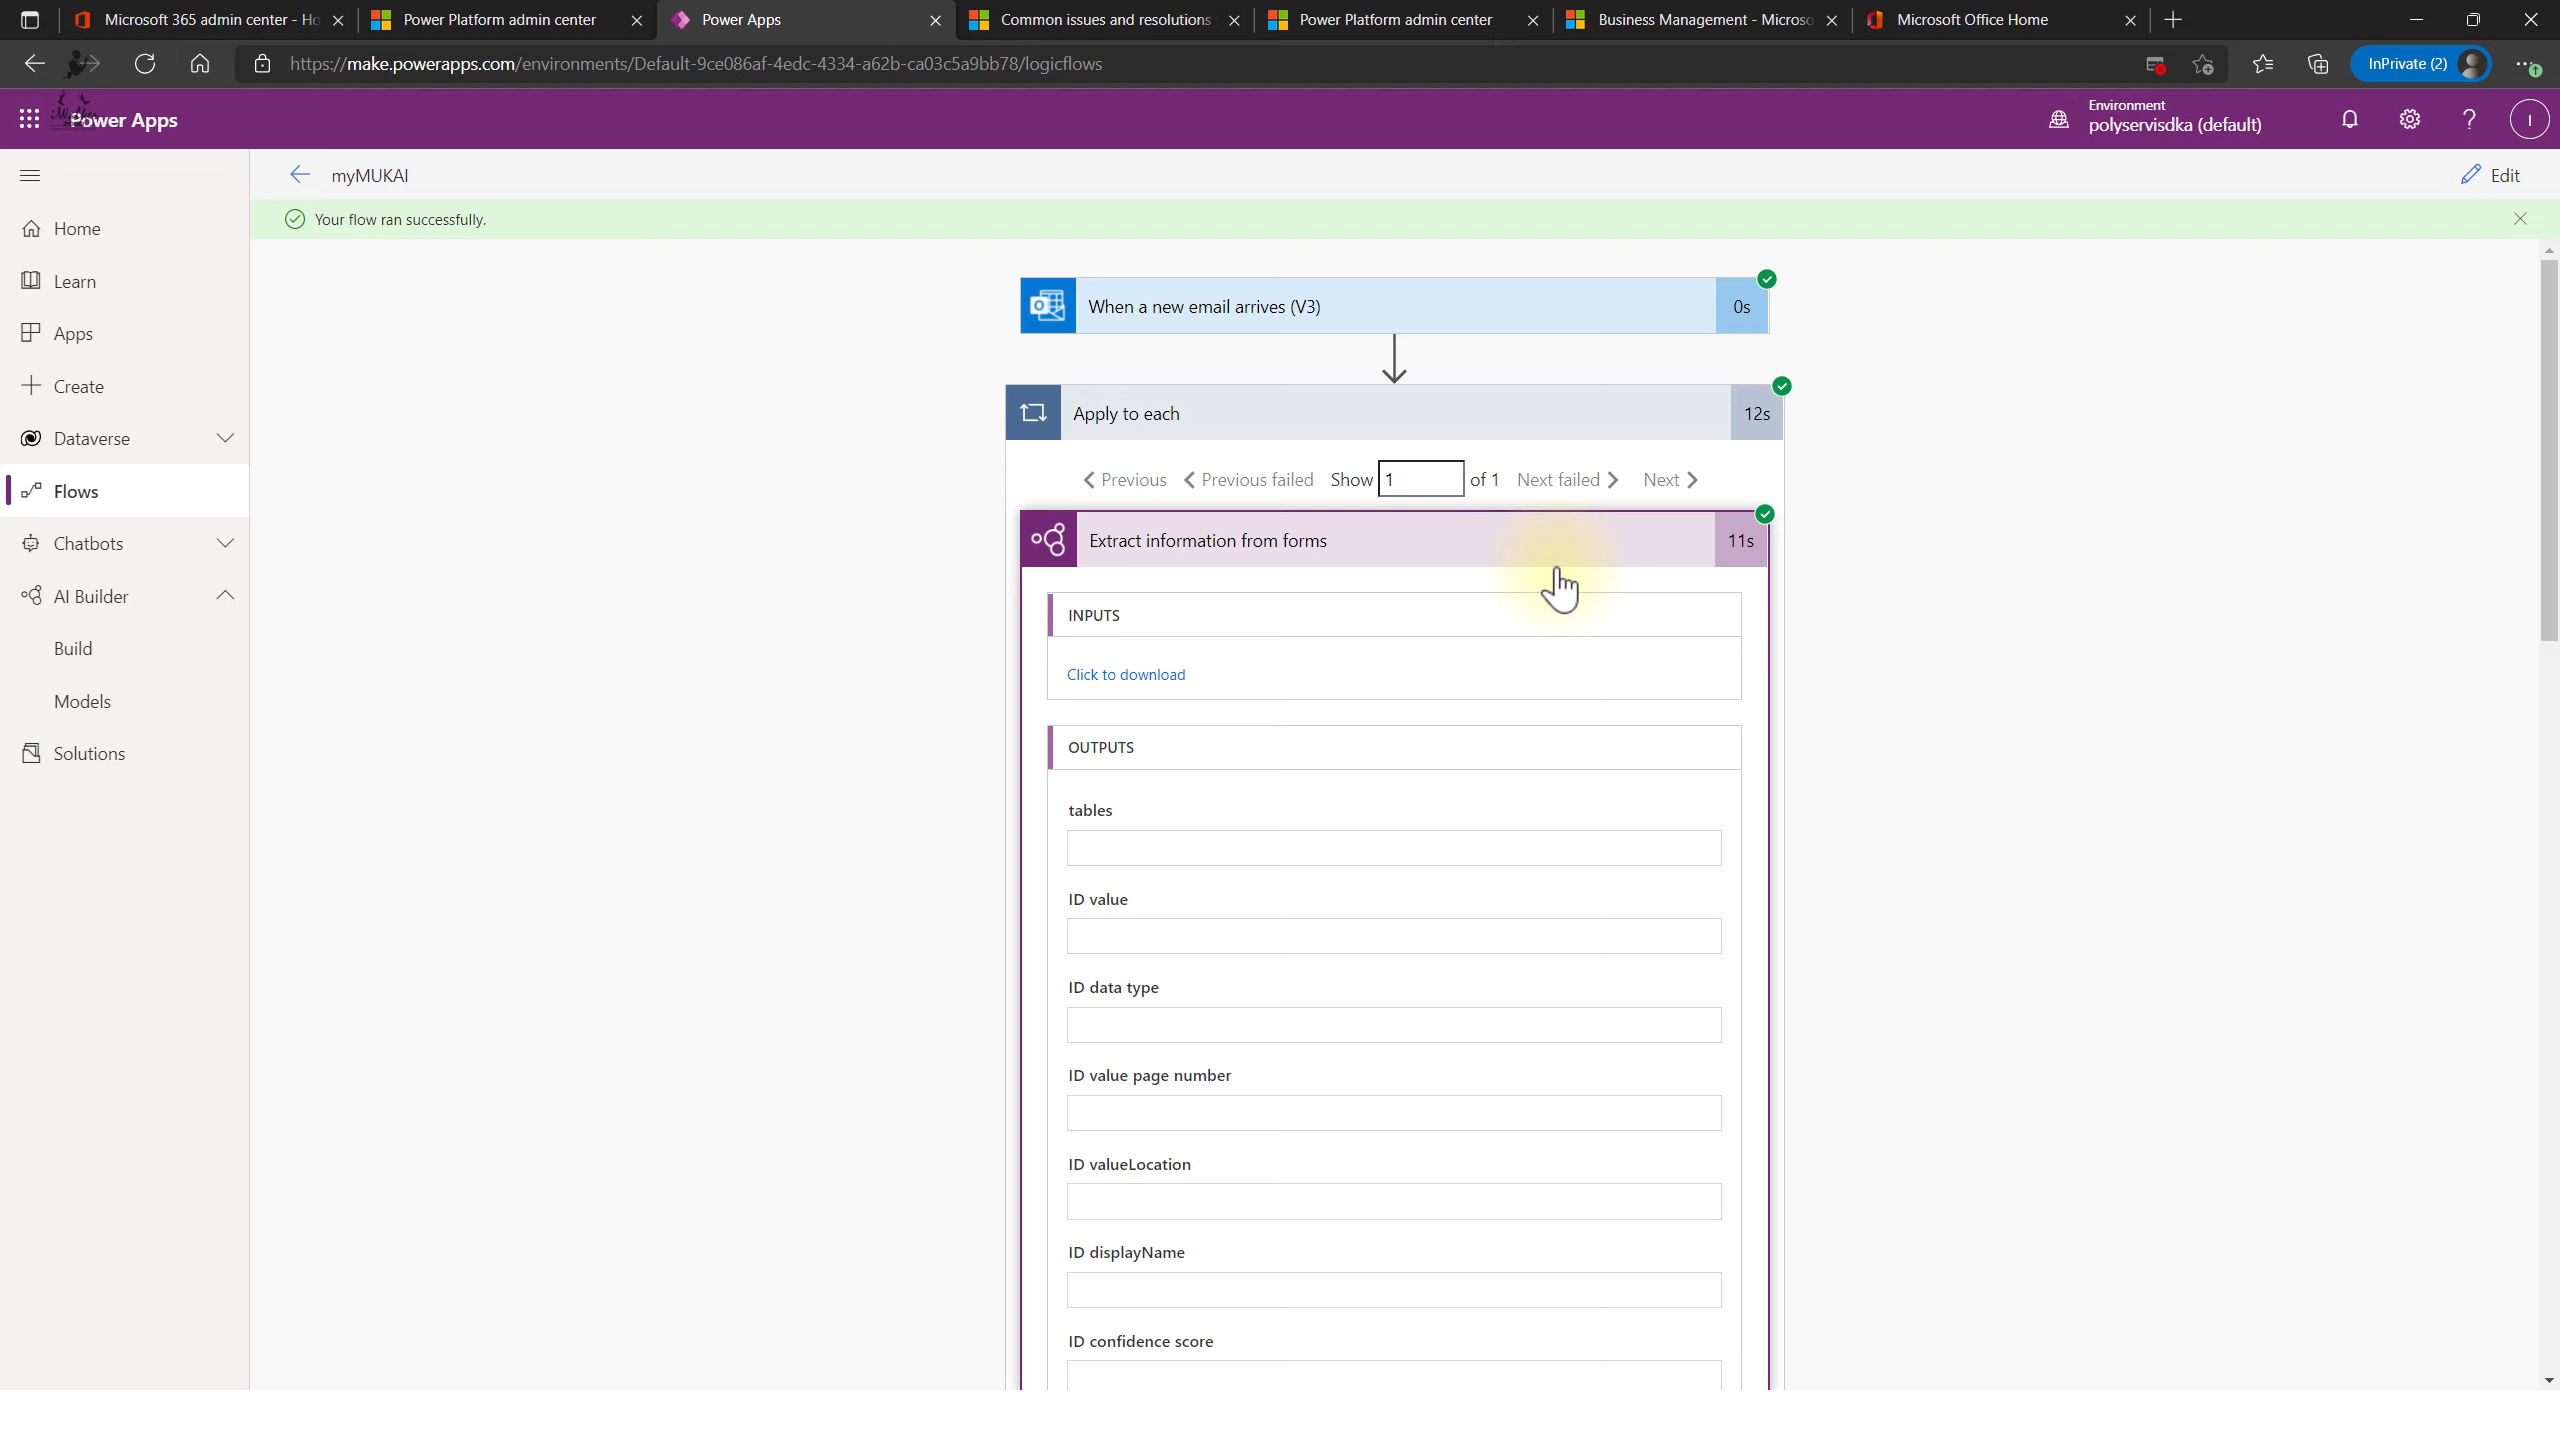 Microsoft 365 admin center - Ho
Power Platform admin center
Power Apps
Common issues and resolutions
Power Platform admin center
Business Management - Microso
Microsoft Office Home
https://make.powerapps.com/environments/Default-9ce086af-4edc-4334-a62b-ca03c5a9bb78/logicflows
InPrivate (2)
Power Apps
Environment
polyservisdka (default)
I
myMUKAI
Edit
Your flow ran successfully.
Home
Learn
Apps
Create
Dataverse
Flows
Chatbots
AI Builder
Build
Models
Solutions
When a new email arrives (V3)
0s
Apply to each
12s
Previous
Previous failed
Show
1
of 1
Next failed
Next
Extract information from forms
11s
INPUTS
Click to download
OUTPUTS
tables
ID value
ID data type
ID value page number
ID valueLocation
ID displayName
ID confidence score